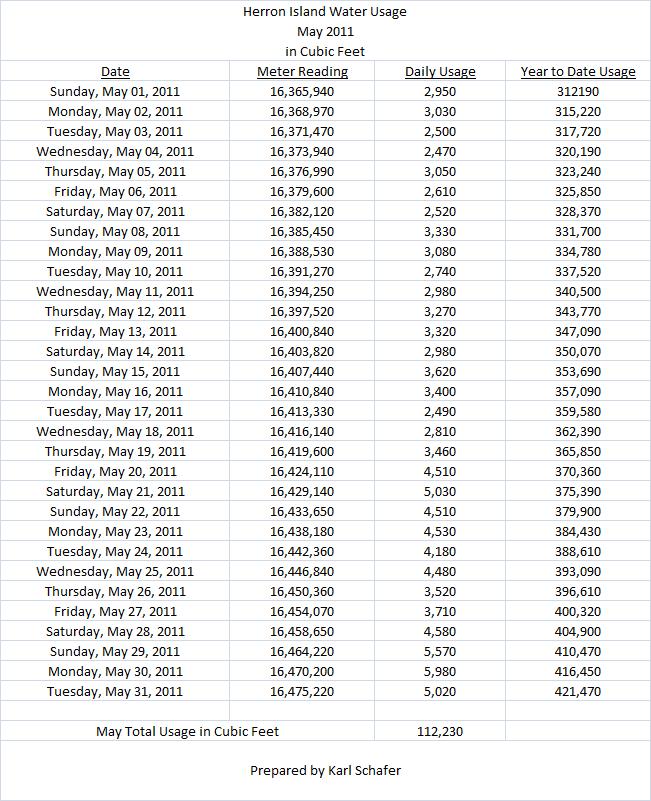 Herron Island Water Usage
May 2011
in Cubic Feet
Date Meter Reading Daily Usage Year to Date Usage
Sunday, May 01, 2011 16,365,940 2,950 312190
Monday, May 02, 2011 16,368,970 3,030 315,220
Tuesday, May 03, 2011 16,371,470 2,500 317,720
Wednesday, May 04, 2011 16,373,940 2,470 320,190
Thursday, May 05, 2011 16,376,990 3,050 323,240
Friday, May 06, 2011 16,379,600 2,610 325,850
Saturday, May 07, 2011 16,382,120 2,520 328,370
Sunday, May 08, 2011 16,385,450 3,330 331,700
Monday, May 09, 2011 16,388,530 3,080 334,780
Tuesday, May 10, 2011 16,391,270 2,740 337,520
Wednesday, May 11, 2011 16,394,250 2,980 340,500
Thursday, May 12, 2011 16,397,520 3,270 343,770
Friday, May 13, 2011 16,400,840 3,320 347,090
Saturday, May 14, 2011 16,403,820 2,980 350,070
Sunday, May 15, 2011 16,407,440 3,620 353,690
Monday, May 16, 2011 16,410,840 3,400 357,090
Tuesday, May 17, 2011 16,413,330 2,490 359,580
Wednesday, May 18, 2011 16,416,140 2,810 362,390
Thursday, May 19, 2011 16,419,600 3,460 365,850
Friday, May 20, 2011 16,424,110 4,510 370,360
Saturday, May 21, 2011 16,429,140 5,030 375,390
Sunday, May 22, 2011 16,433,650 4,510 379,900
Monday, May 23, 2011 16,438,180 4,530 384,430
Tuesday, May 24, 2011 16,442,360 4,180 388,610
Wednesday, May 25, 2011 16,446,840 4,480 393,090
Thursday, May 26, 2011 16,450,360 3,520 396,610
Friday, May 27, 2011 16,454,070 3,710 400,320
Saturday, May 28, 2011 16,458,650 4,580 404,900
Sunday, May 29, 2011 16,464,220 5,570 410,470
Monday, May 30, 2011 16,470,200 5,980 416,450
Tuesday, May 31, 2011 16,475,220 5,020 421,470
May Total Usage in Cubic Feet 112,230
Prepared by Karl Schafer